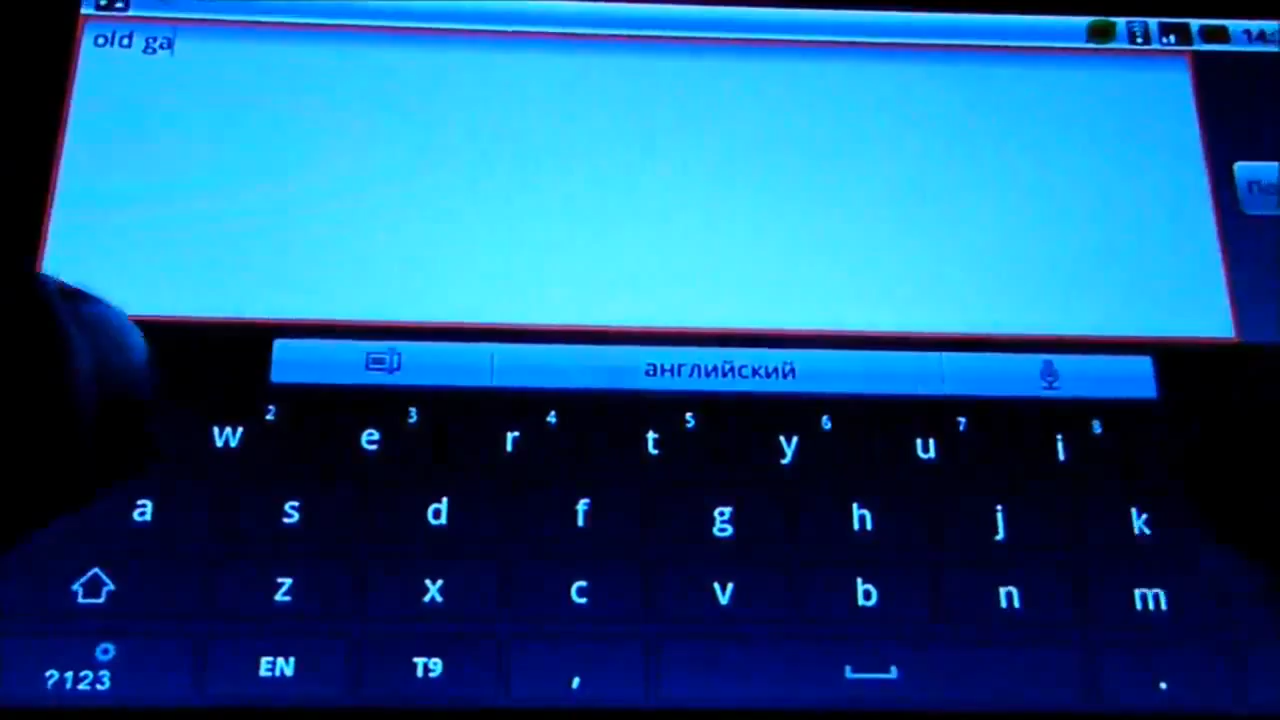 old ga
английский
w 2 e 3 r 4 t 5 y 6 u 7 i 8
a s d f g h j k
z x c v b n m
?123 EN T9 , .